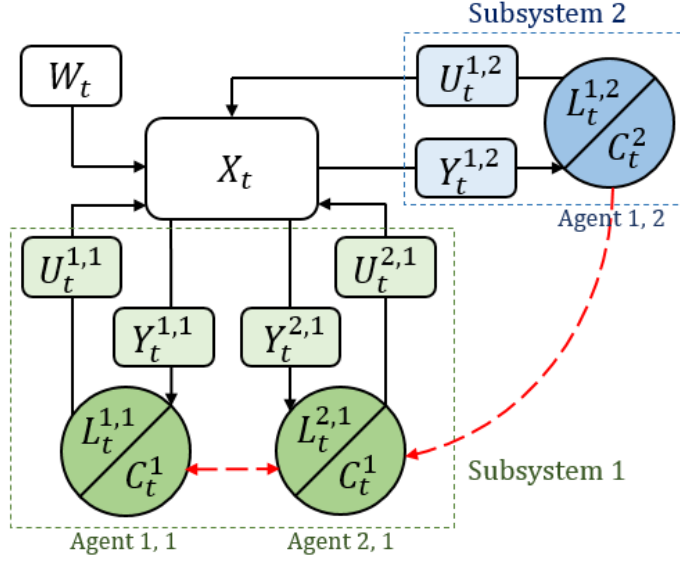 Subsystem 2
W_t
U_t^{1,2}
L_t^{1,2}
C_t^2
X_t
Y_t^{1,2}
Agent 1, 2
U_t^{1,1}
U_t^{2,1}
Y_t^{1,1}
Y_t^{2,1}
L_t^{1,1}
C_t^1
L_t^{2,1}
C_t^1
Subsystem 1
Agent 1, 1
Agent 2, 1